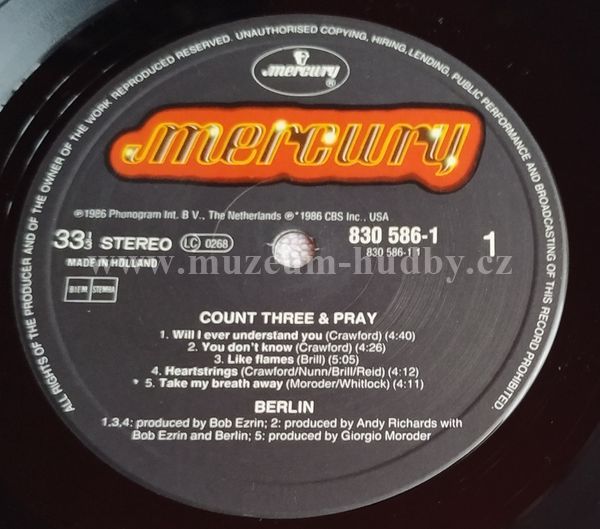 ALL RIGHTS OF THE PRODUCER AND OF THE OWNER OF THE WORK REPRODUCED RESERVED. UNAUTHORISED COPYING, HIRING, LENDING, PUBLIC PERFORMANCE AND BROADCASTING OF THIS RECORD PROHIBITED.
mercury ®
mercury
℗1986 Phonogram Int. B V., The Netherlands ℗*1986 CBS Inc., USA
33 1/3 STEREO LC 0268 830 586-1 1
MADE IN HOLLAND 830 586-1 1
www.muzeum-hudby.cz
BIEM STEMRA
COUNT THREE & PRAY
1. Will I ever understand you (Crawford) (4:40)
2. You don't know (Crawford) (4:26)
3. Like flames (Brill) (5:05)
4. Heartstrings (Crawford/Nunn/Brill/Reid) (4:12)
* 5. Take my breath away (Moroder/Whitlock) (4:11)
BERLIN
1.3,4: produced by Bob Ezrin; 2: produced by Andy Richards with
Bob Ezrin and Berlin; 5: produced by Giorgio Moroder